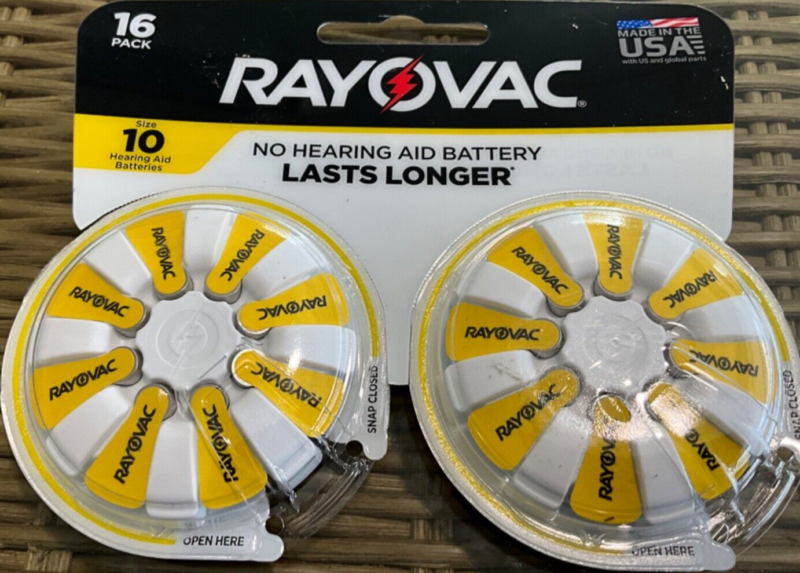 16
PACK
RAYOVAC®
MADE IN THE
USA
with US and global parts
Size
10
Hearing Aid
Batteries
NO HEARING AID BATTERY
LASTS LONGER*
RAYOVAC
RAYOVAC
RAYOVAC
RAYOVAC
RAYOVAC
RAYOVAC
RAYOVAC
RAYOVAC
SNAP CLOSED
OPEN HERE
RAYOVAC
RAYOVAC
RAYOVAC
RAYOVAC
RAYOVAC
RAYOVAC
RAYOV
RAYO
SNAP CLOSED
OPEN HERE